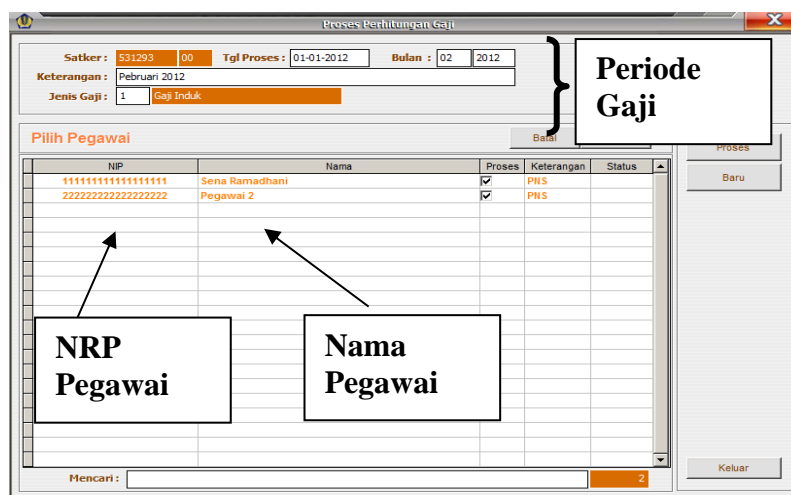 Proses Perhitungan Gaji
Satker : 531293 00 Tgl Proses : 01-01-2012 Bulan : 02 2012
Keterangan : Pebruari 2012
Jenis Gaji : 1 Gaji Induk
Periode
Gaji
Pilih Pegawai
Batal
Proses
Baru
NIP Nama Proses Keterangan Status
111111111111111111 Sena Ramadhani PNS
222222222222222222 Pegawai 2 PNS
NRP
Pegawai
Nama
Pegawai
Mencari : 2
Keluar